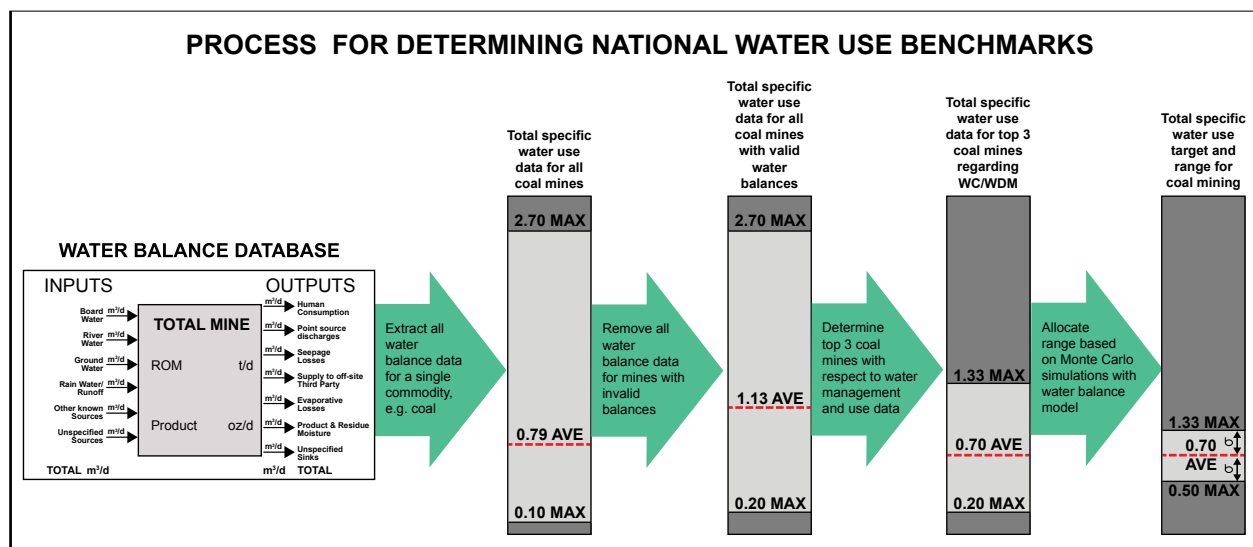 PROCESS FOR DETERMINING NATIONAL WATER USE BENCHMARKS
WATER BALANCE DATABASE
INPUTS
OUTPUTS
Board
Water
m³/d
River
Water
m³/d
Ground
Water
m³/d
Rain Water/
Runoff
m³/d
Other known
Sources
m³/d
Unspecified
Sources
m³/d
TOTAL m³/d
TOTAL MINE
ROM t/d
Product oz/d
m³/d
Human
Consumption
m³/d
Point source
discharges
m³/d
Seepage
Losses
m³/d
Supply to off-site
Third Party
m³/d
Evaporative
Losses
m³/d
Product & Residue
Moisture
m³/d
Unspecified
Sinks
m³/d TOTAL
Extract all
water
balance data
for a single
commodity,
e.g. coal
Total specific
water use
data for all
coal mines
2.70 MAX
0.79 AVE
0.10 MAX
Remove all
water
balance data
for mines with
invalid
balances
Total specific
water use
data for all
coal mines
with valid
water
balances
2.70 MAX
1.13 AVE
0.20 MAX
Determine
top 3 coal
mines with
respect to water
management
and use data
Total specific
water use
data for top 3
coal mines
regarding
WC/WDM
1.33 MAX
0.70 AVE
0.20 MAX
Allocate
range based
on Monte Carlo
simulations with
water balance
model
Total specific
water use
target and
range for
coal mining
1.33 MAX
0.70 σ
AVE σ
0.50 MAX